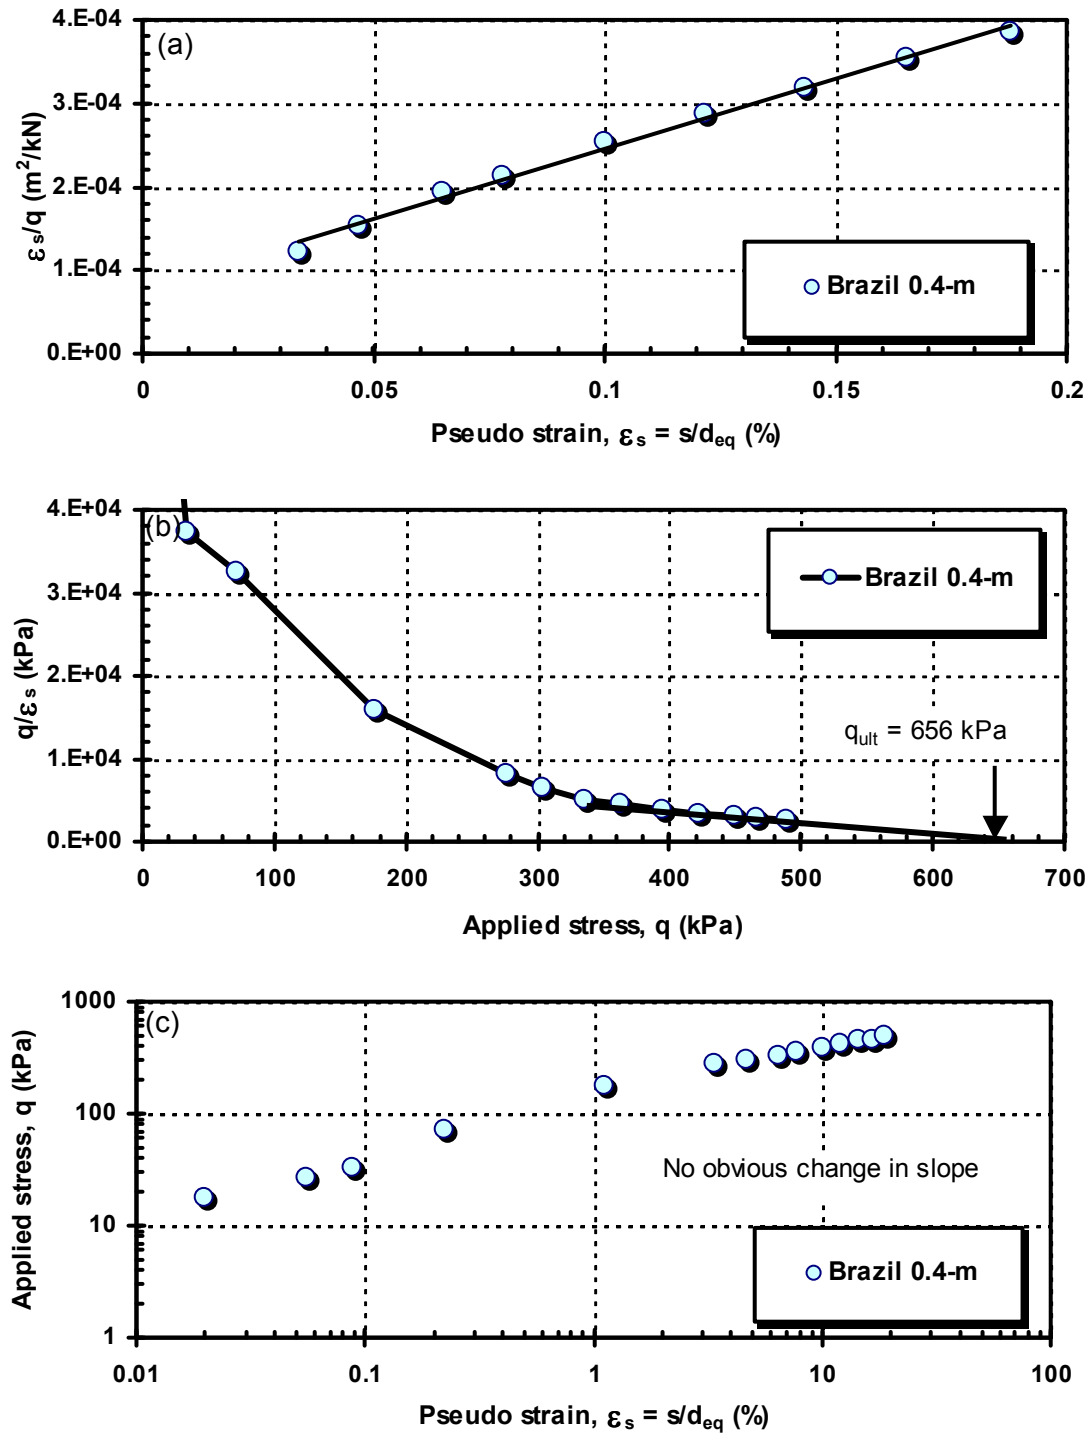 (a)
4.E-04
3.E-04
2.E-04
1.E-04
0.E+00
εs/q (m²/kN)
Brazil 0.4-m
0 0.05 0.1 0.15 0.2
Pseudo strain, εs = s/deq (%)
(b)
4.E+04
3.E+04
2.E+04
1.E+04
0.E+00
q/εs (kPa)
Brazil 0.4-m
qult = 656 kPa
0 100 200 300 400 500 600 700
Applied stress, q (kPa)
(c)
1000
100
10
1
Applied stress, q (kPa)
No obvious change in slope
Brazil 0.4-m
0.01 0.1 1 10 100
Pseudo strain, εs = s/deq (%)